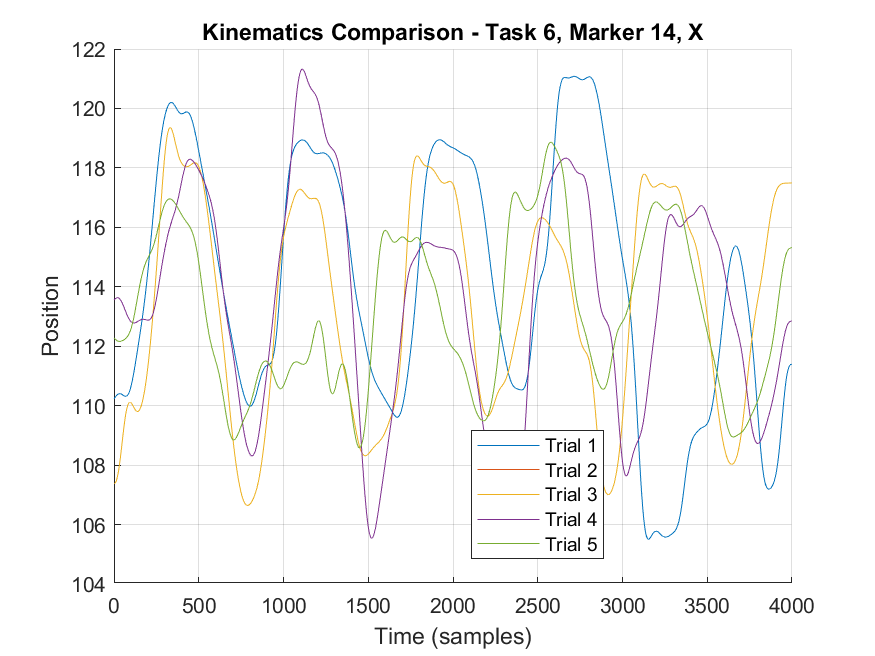 Kinematics Comparison - Task 6, Marker 14, X
122
120
118
116
114
112
110
108
106
104
Position
Trial 1
Trial 2
Trial 3
Trial 4
Trial 5
0 500 1000 1500 2000 2500 3000 3500 4000
Time (samples)